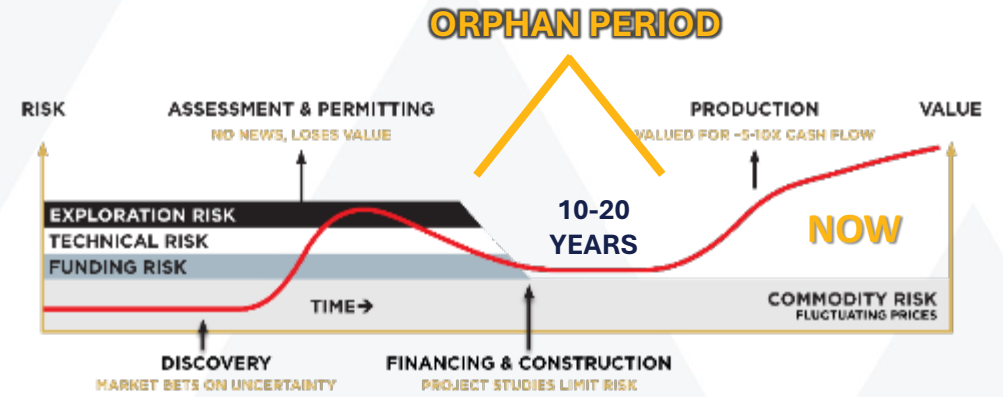 ORPHAN PERIOD
RISK
ASSESSMENT & PERMITTING
NO NEWS, LOSES VALUE
PRODUCTION
VALUED FOR ~5-10X CASH FLOW
VALUE
EXPLORATION RISK
TECHNICAL RISK
FUNDING RISK
10-20
YEARS
NOW
TIME→
COMMODITY RISK
FLUCTUATING PRICES
DISCOVERY
MARKET BETS ON UNCERTAINTY
FINANCING & CONSTRUCTION
PROJECT STUDIES LIMIT RISK